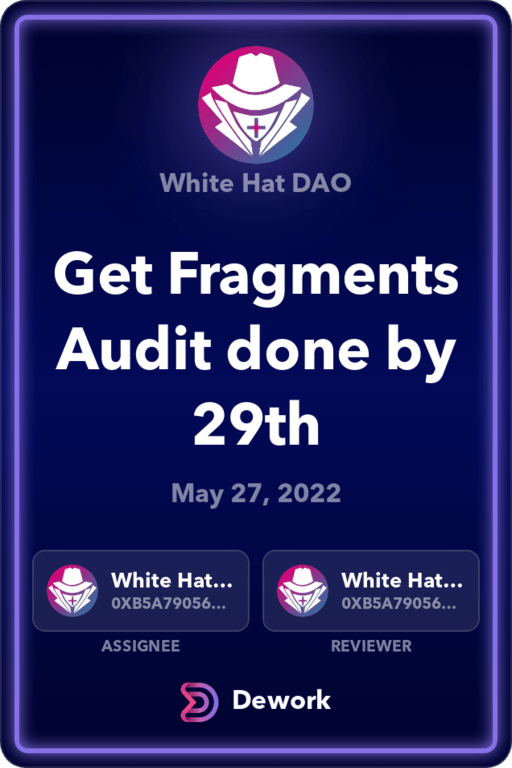 White Hat DAO
Get Fragments
Audit done by
29th
May 27, 2022
White Hat...
0XB5A79056...
ASSIGNEE
White Hat...
0XB5A79056...
REVIEWER
Dework